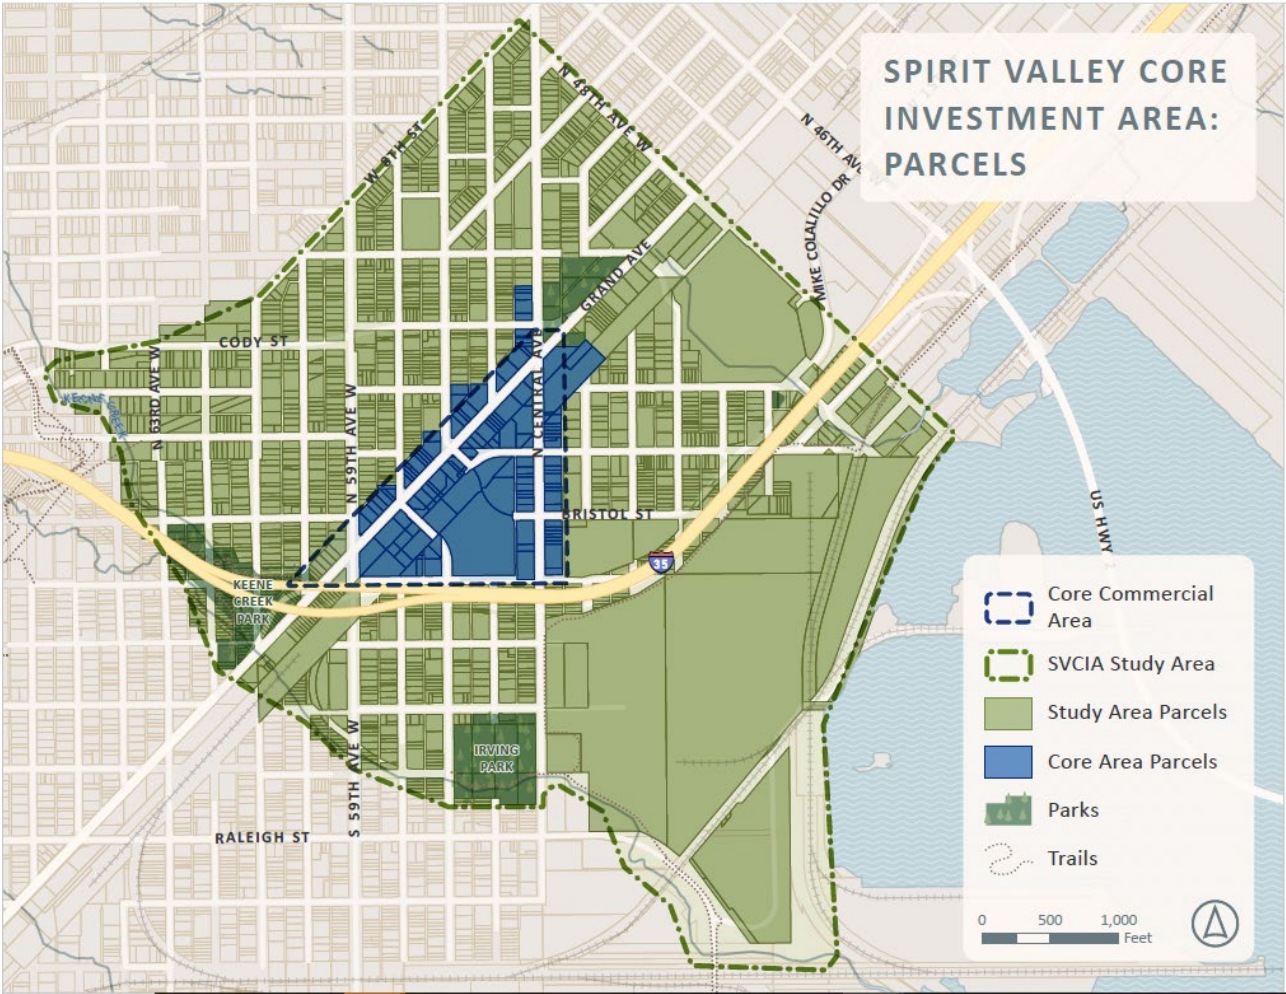 SPIRIT VALLEY CORE
INVESTMENT AREA:
PARCELS
N 48TH AVE W
W 8TH ST
N 46TH AVE W
MIKE COLALILLO DR
GRAND AVE
CODY ST
N CENTRAL AVE
N 63RD AVE W
KEENE CREEK
N 59TH AVE W
BRISTOL ST
US HWY 2
35
KEENE
CREEK
PARK
IRVING
PARK
S 59TH AVE W
RALEIGH ST
Core Commercial
Area
SVCIA Study Area
Study Area Parcels
Core Area Parcels
Parks
Trails
0 500 1,000
Feet